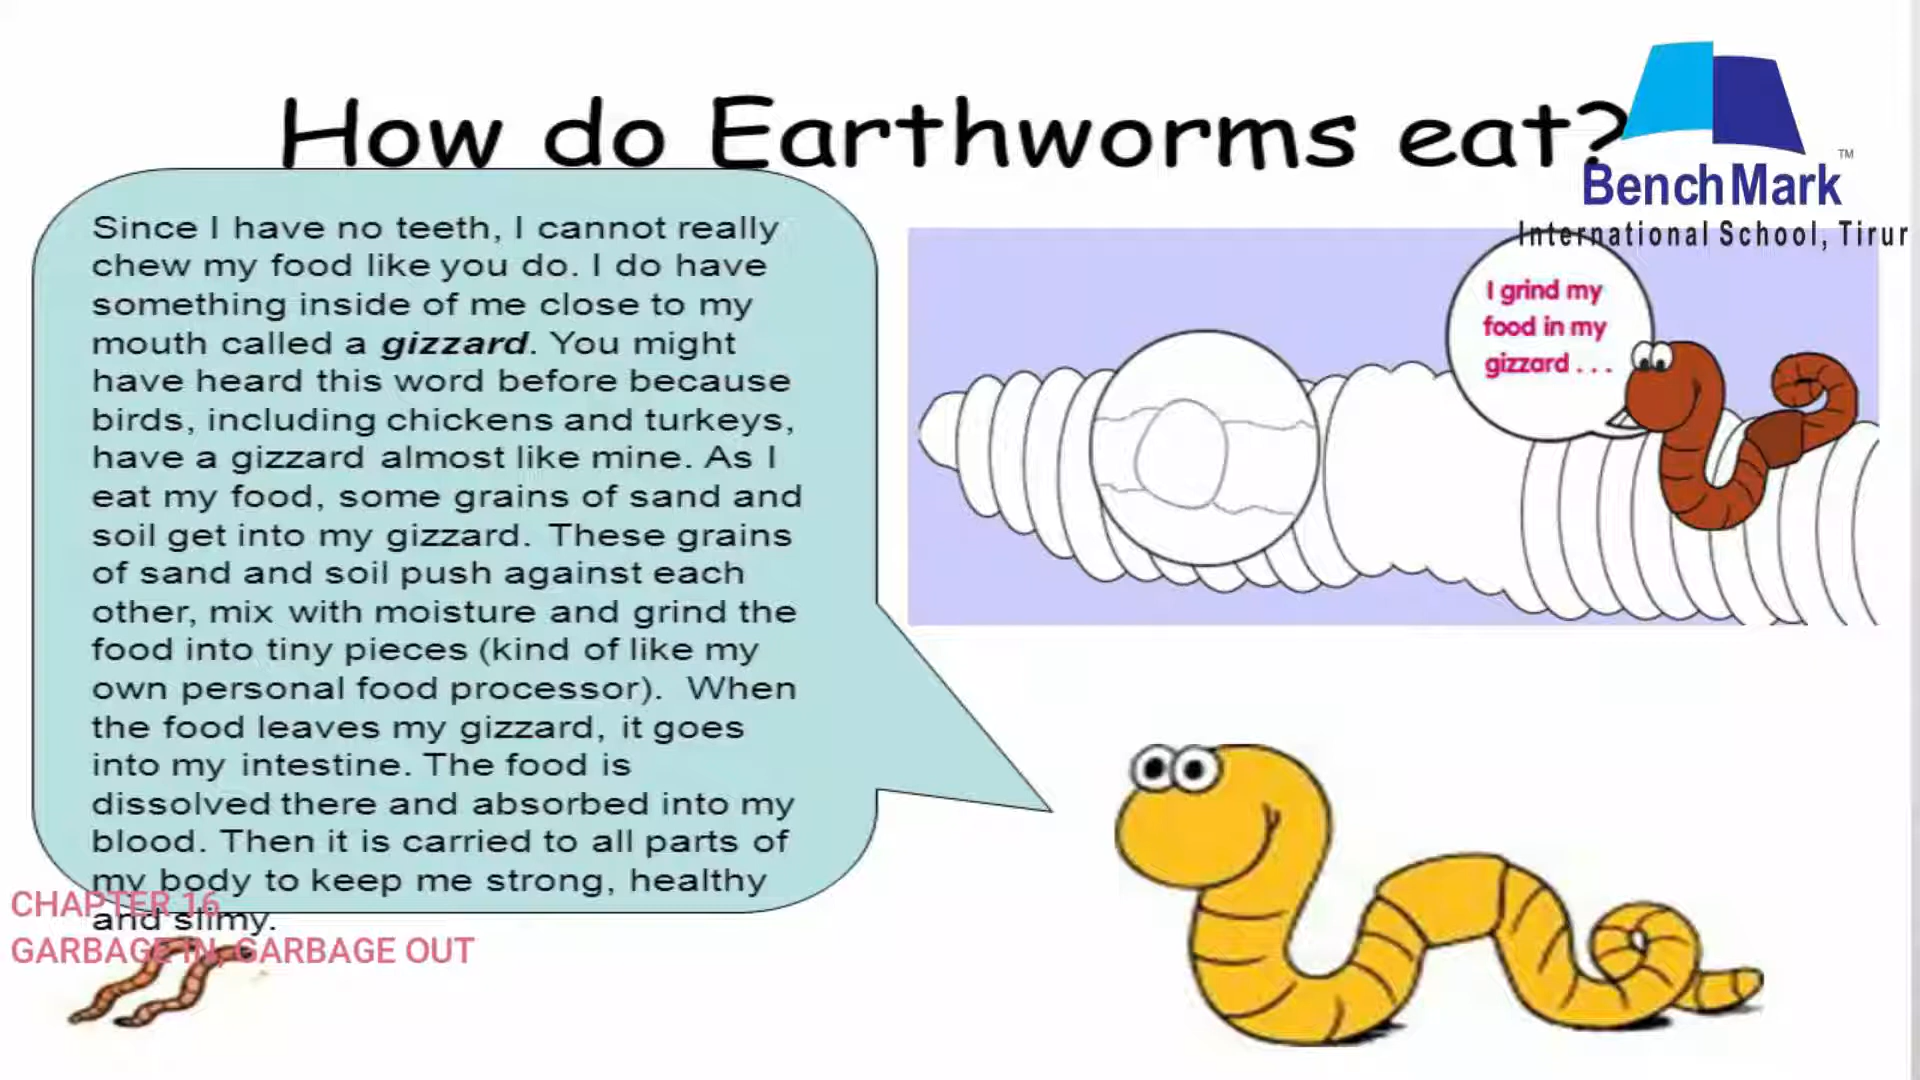 How do Earthworms eat?
BenchMark
TM
International School, Tirur
Since I have no teeth, I cannot really
chew my food like you do. I do have
something inside of me close to my
mouth called a gizzard. You might
have heard this word before because
birds, including chickens and turkeys,
have a gizzard almost like mine. As I
eat my food, some grains of sand and
soil get into my gizzard. These grains
of sand and soil push against each
other, mix with moisture and grind the
food into tiny pieces (kind of like my
own personal food processor). When
the food leaves my gizzard, it goes
into my intestine. The food is
dissolved there and absorbed into my
blood. Then it is carried to all parts of
my body to keep me strong, healthy
and slimy.
I grind my
food in my
gizzard . . .
CHAPTER 16
GARBAGE IN, GARBAGE OUT